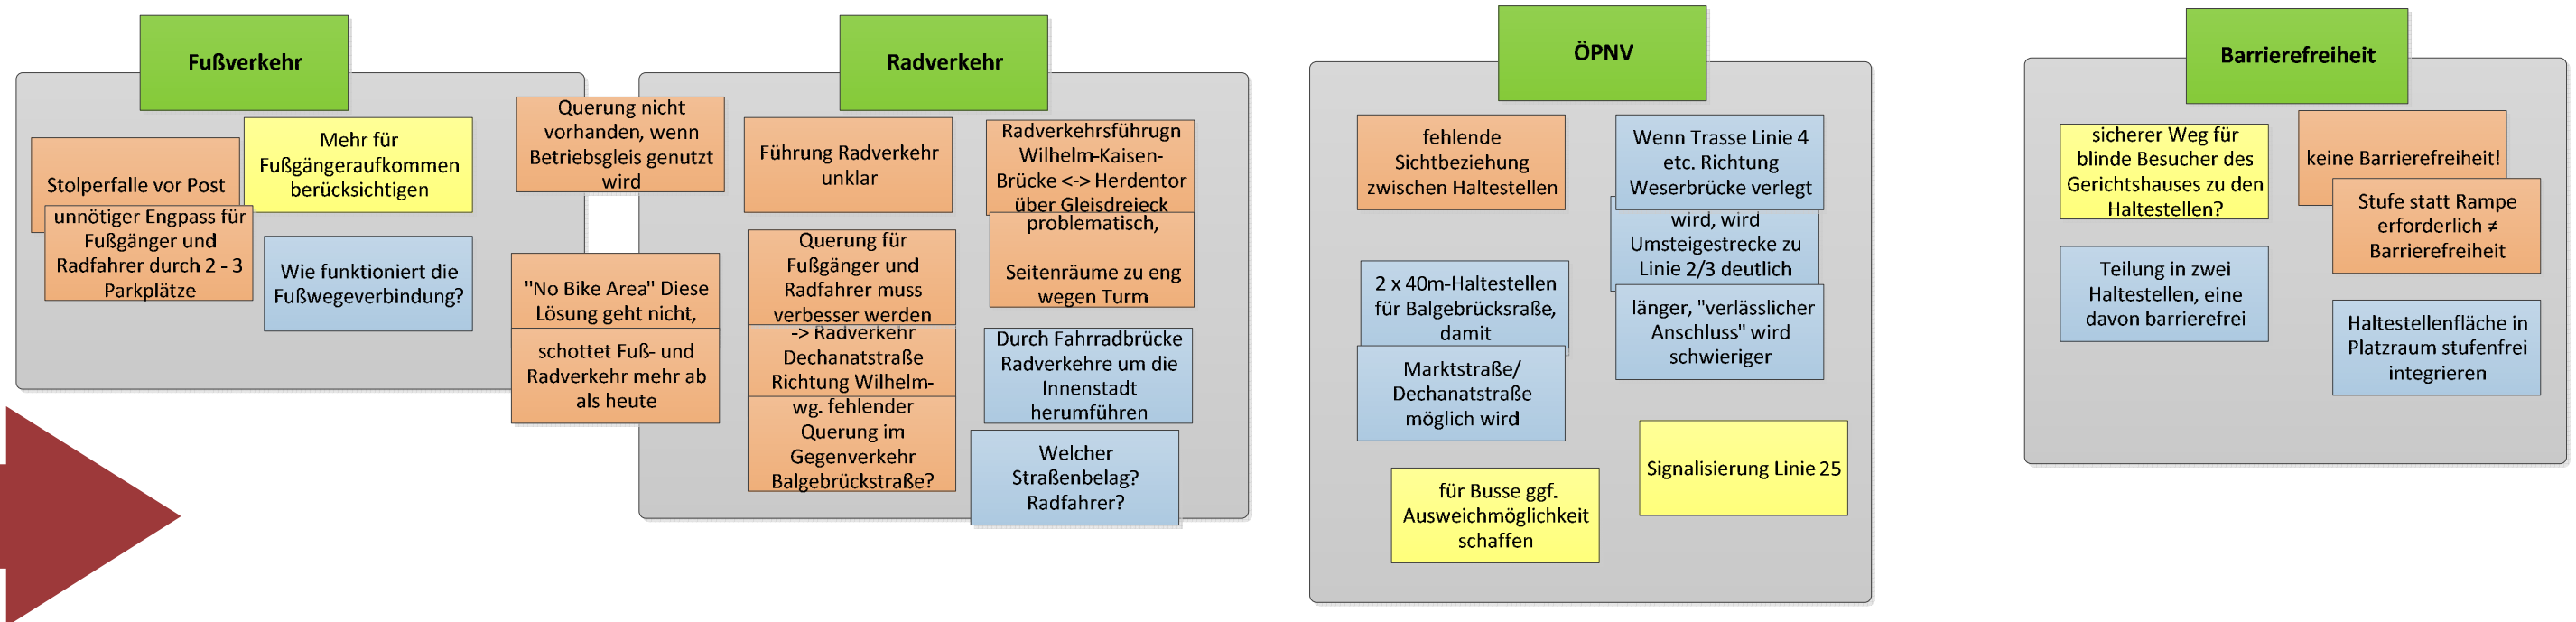 Fußverkehr
Stolperfalle vor Post
unnötiger Engpass für
Fußgänger und
Radfahrer durch 2 - 3
Parkplätze
Mehr für
Fußgängeraufkommen
berücksichtigen
Wie funktioniert die
Fußwegeverbindung?
Querung nicht
vorhanden, wenn
Betriebsgleis genutzt
wird
"No Bike Area" Diese
Lösung geht nicht,
schottet Fuß- und
Radverkehr mehr ab
als heute
Radverkehr
Führung Radverkehr
unklar
Querung für
Fußgänger und
Radfahrer muss
verbesser werden
-> Radverkehr
Dechanatstraße
Richtung Wilhelm-
wg. fehlender
Querung im
Gegenverkehr
Balgebrückstraße?
Radverkehrsführugn
Wilhelm-Kaisen-
Brücke <-> Herdentor
über Gleisdreieck
problematisch,
Seitenräume zu eng
wegen Turm
Durch Fahrradbrücke
Radverkehre um die
Innenstadt
herumführen
Welcher
Straßenbelag?
Radfahrer?
ÖPNV
fehlende
Sichtbeziehung
zwischen Haltestellen
2 x 40m-Haltestellen
für Balgebrücksraße,
damit
Marktstraße/
Dechanatstraße
möglich wird
Wenn Trasse Linie 4
etc. Richtung
Weserbrücke verlegt
wird, wird
Umsteigestrecke zu
Linie 2/3 deutlich
länger, "verlässlicher
Anschluss" wird
schwieriger
Signalisierung Linie 25
für Busse ggf.
Ausweichmöglichkeit
schaffen
Barrierefreiheit
sicherer Weg für
blinde Besucher des
Gerichtshauses zu den
Haltestellen?
Teilung in zwei
Haltestellen, eine
davon barrierefrei
keine Barrierefreiheit!
Stufe statt Rampe
erforderlich ≠
Barrierefreiheit
Haltestellenfläche in
Platzraum stufenfrei
integrieren